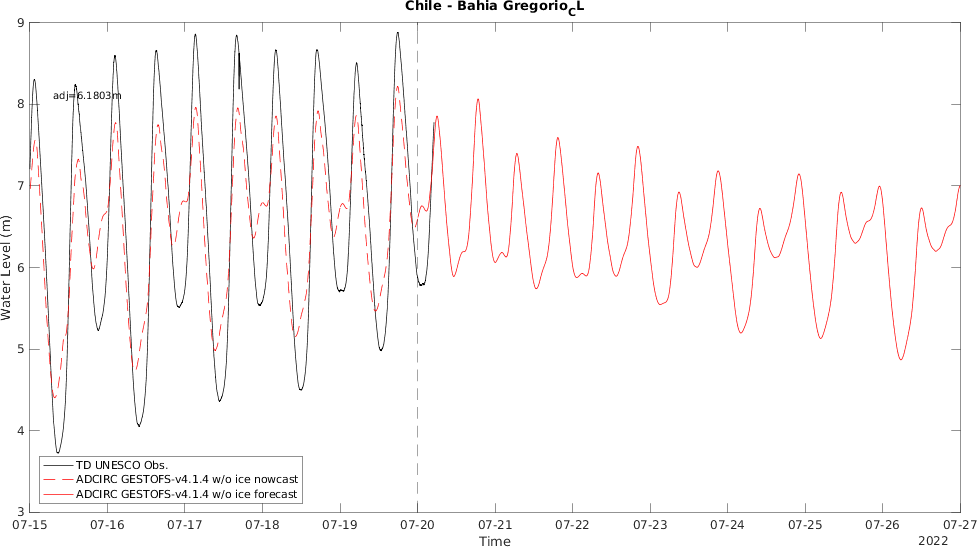 Chile - Bahia Gregorio_CL
9
8
7
6
5
4
3
Water Level (m)
adj=6.1803m
TD UNESCO Obs.
ADCIRC GESTOFS-v4.1.4 w/o ice nowcast
ADCIRC GESTOFS-v4.1.4 w/o ice forecast
07-15 07-16 07-17 07-18 07-19 07-20 07-21 07-22 07-23 07-24 07-25 07-26 07-27
Time
2022